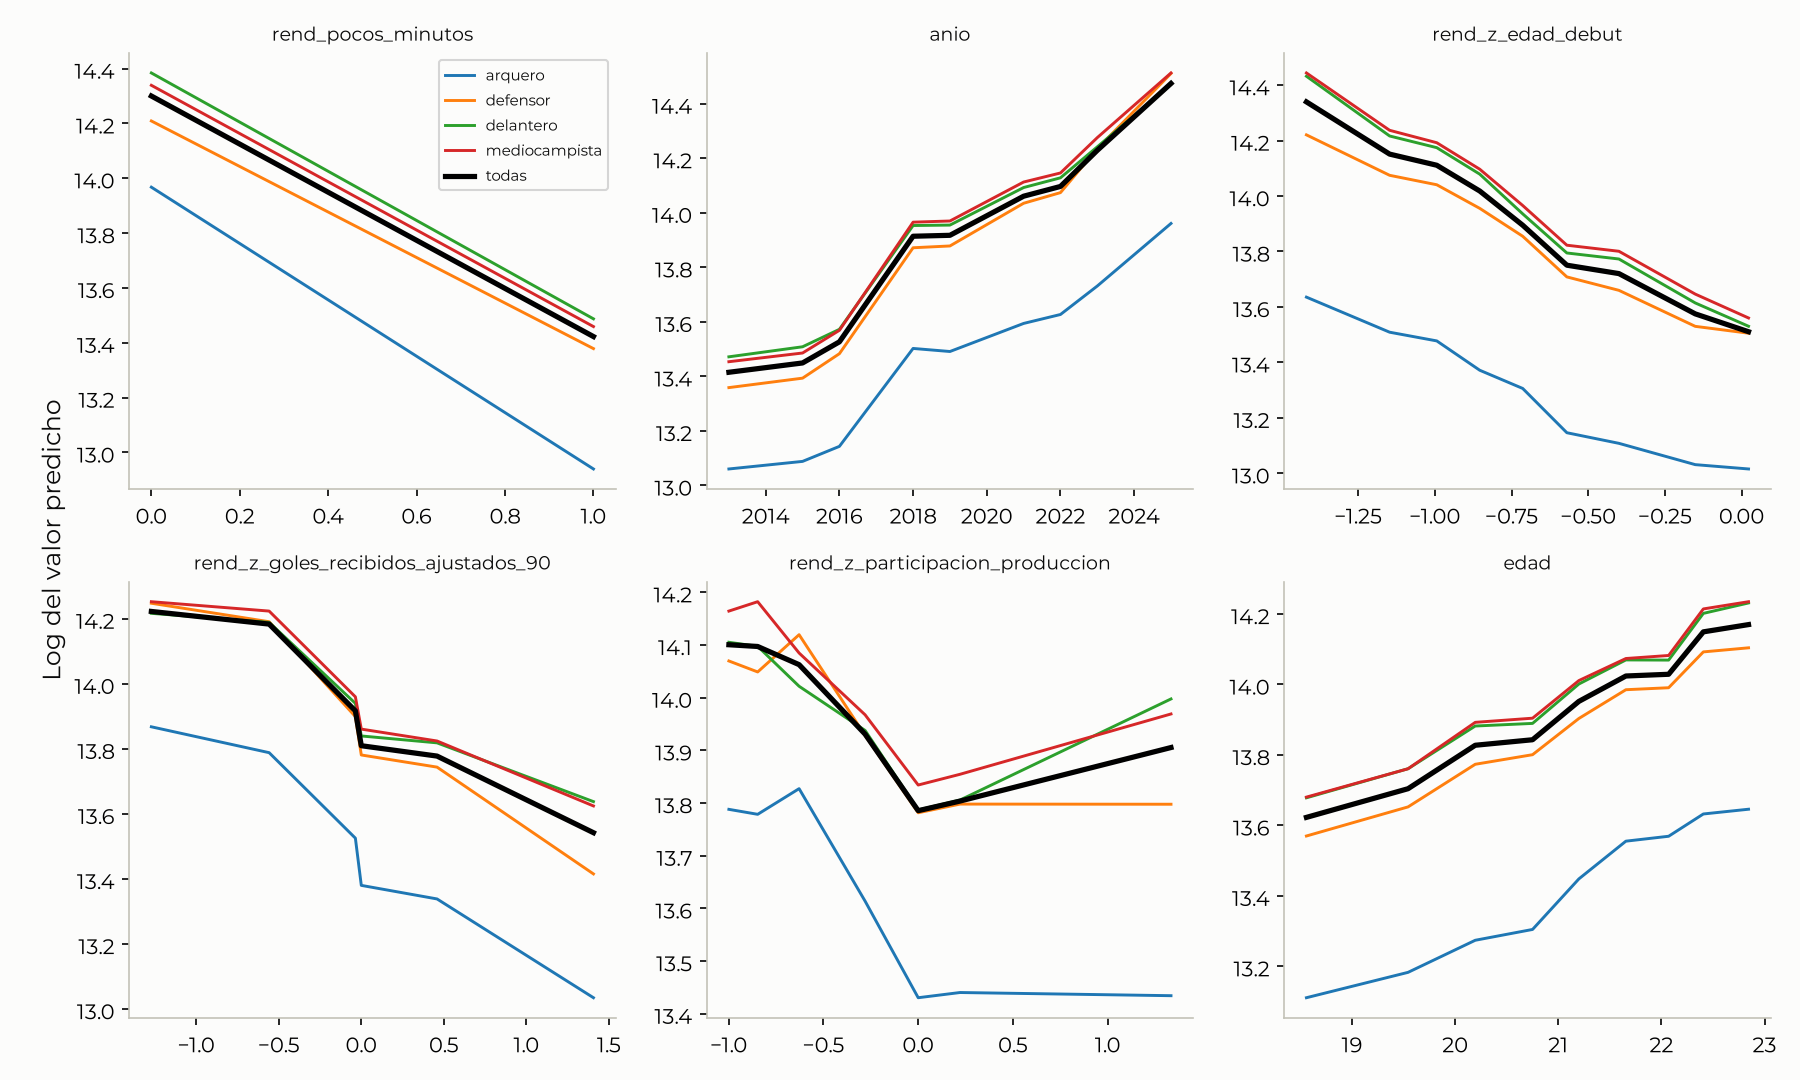 rend_pocos_minutos
arquero
defensor
delantero
mediocampista
todas
14.4
14.2
14.0
13.8
13.6
13.4
13.2
13.0
0.0 0.2 0.4 0.6 0.8 1.0
anio
14.4
14.2
14.0
13.8
13.6
13.4
13.2
13.0
2014 2016 2018 2020 2022 2024
rend_z_edad_debut
14.4
14.2
14.0
13.8
13.6
13.4
13.2
13.0
−1.25 −1.00 −0.75 −0.50 −0.25 0.00
Log del valor predicho
rend_z_goles_recibidos_ajustados_90
14.2
14.0
13.8
13.6
13.4
13.2
13.0
−1.0 −0.5 0.0 0.5 1.0 1.5
rend_z_participacion_produccion
14.2
14.1
14.0
13.9
13.8
13.7
13.6
13.5
13.4
−1.0 −0.5 0.0 0.5 1.0
edad
14.2
14.0
13.8
13.6
13.4
13.2
19 20 21 22 23